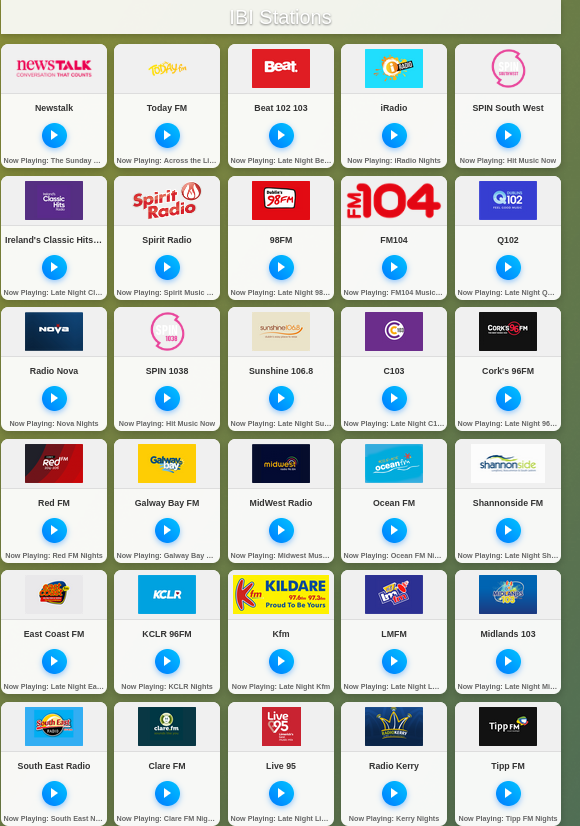 IBI Stations
newsTALK
CONVERSATION THAT COUNTS
TODAY fm
Beat.
iRADIO
SPIN
SOUTHWEST
Newstalk
Today FM
Beat 102 103
iRadio
SPIN South West
Now Playing: The Sunday ...
Now Playing: Across the Li...
Now Playing: Late Night Be...
Now Playing: iRadio Nights
Now Playing: Hit Music Now
Ireland's
Classic
Hits
Radio
Spirit
Radio
Dublin's
98FM
FM104
DUBLIN'S
Q102
Ireland's Classic Hits...
Spirit Radio
98FM
FM104
Q102
Now Playing: Late Night Cl...
Now Playing: Spirit Music ...
Now Playing: Late Night 98...
Now Playing: FM104 Music...
Now Playing: Late Night Q...
NOVA
SPIN
1038
sunshine106.8
C103
CORK'S 96FM
Radio Nova
SPIN 1038
Sunshine 106.8
C103
Cork's 96FM
Now Playing: Nova Nights
Now Playing: Hit Music Now
Now Playing: Late Night Su...
Now Playing: Late Night C1...
Now Playing: Late Night 96...
Red FM
Galway
bay
midwest
ocean fm
shannonside
Red FM
Galway Bay FM
MidWest Radio
Ocean FM
Shannonside FM
Now Playing: Red FM Nights
Now Playing: Galway Bay ...
Now Playing: Midwest Mus...
Now Playing: Ocean FM Ni...
Now Playing: Late Night Sh...
EAST COAST
KCLR
Kfm
KILDARE
97.6fm 97.3fm
Proud To Be Yours
lmfm
MIDLANDS
103
East Coast FM
KCLR 96FM
Kfm
LMFM
Midlands 103
Now Playing: Late Night Ea...
Now Playing: KCLR Nights
Now Playing: Late Night Kfm
Now Playing: Late Night L...
Now Playing: Late Night Mi...
South East
RADIO
clare.fm
Live
95
RADIO KERRY
Tipp FM
South East Radio
Clare FM
Live 95
Radio Kerry
Tipp FM
Now Playing: South East N...
Now Playing: Clare FM Nig...
Now Playing: Late Night Li...
Now Playing: Kerry Nights
Now Playing: Tipp FM Nights